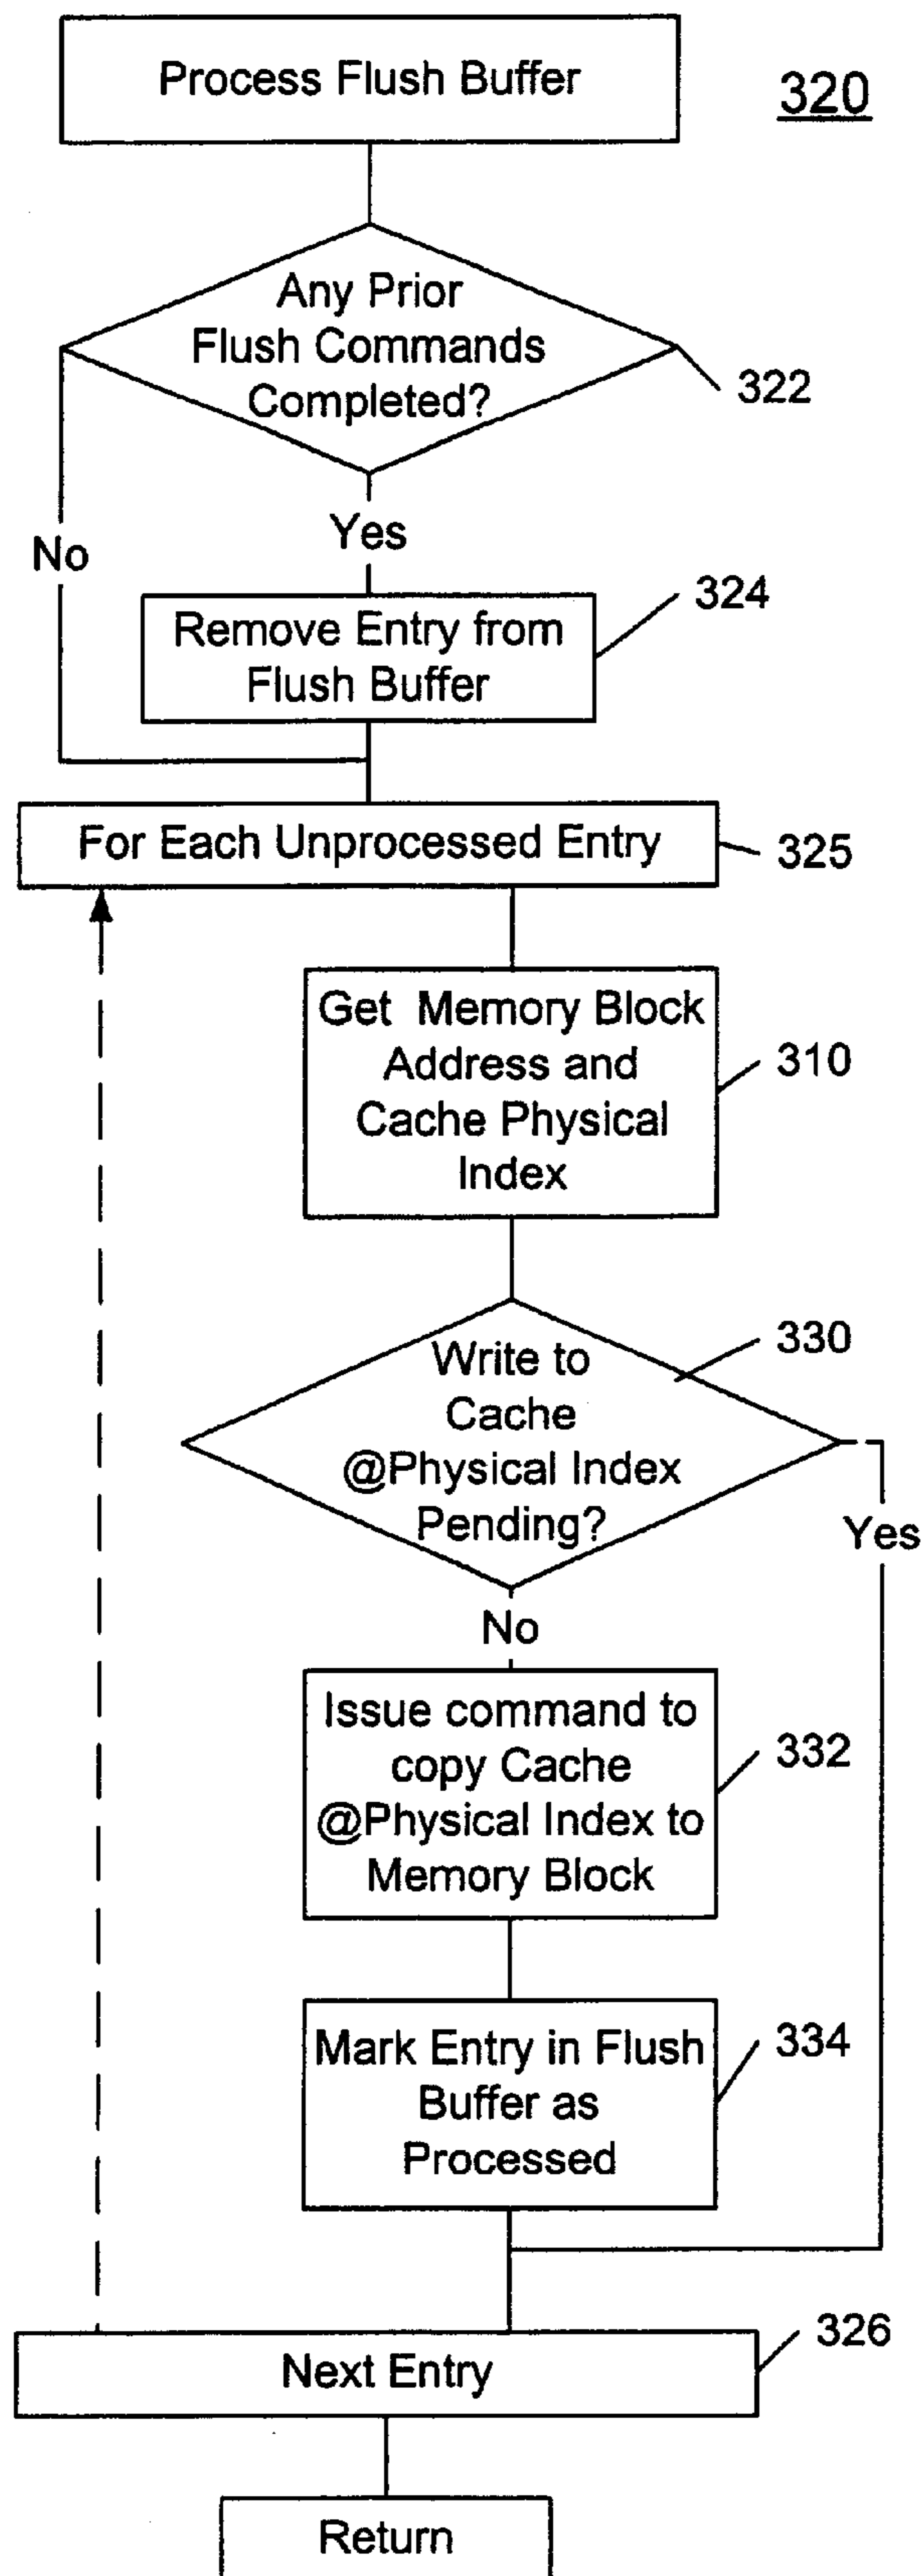 Process Flush Buffer
320
Any Prior
Flush Commands
Completed?
322
No
Yes
324
Remove Entry from
Flush Buffer
For Each Unprocessed Entry
325
Get Memory Block
Address and
Cache Physical
Index
310
Write to
Cache
@Physical Index
Pending?
330
Yes
No
Issue command to
copy Cache
@Physical Index to
Memory Block
332
Mark Entry in Flush
Buffer as
Processed
334
326
Next Entry
Return